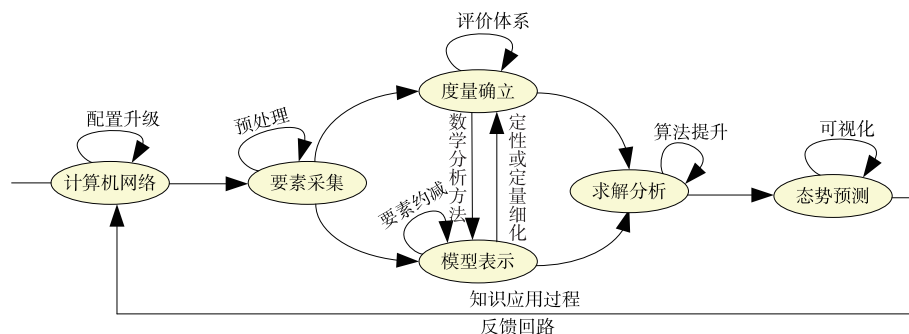 评价体系
度量确立
配置升级
预处理
数学分析方法
定性或定量细化
算法提升
可视化
计算机网络
要素采集
要素约减
求解分析
态势预测
模型表示
知识应用过程
反馈回路